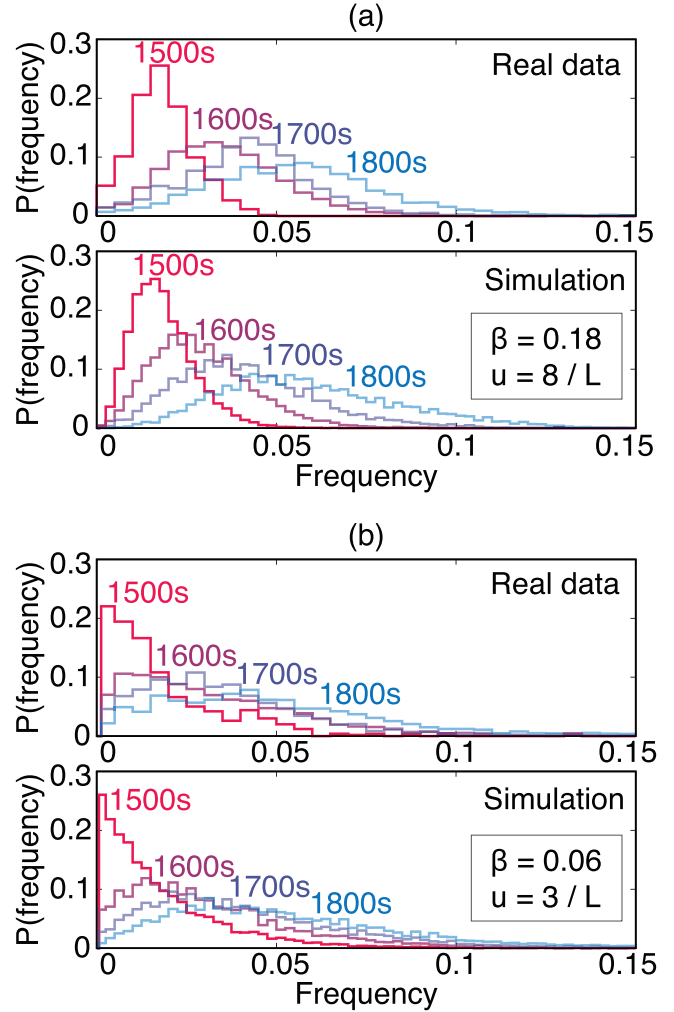 (a)
0.3
0.2
0.1
0
P(frequency)
1500s
1600s
1700s
1800s
Real data
0 0.05 0.1 0.15
0.3
0.2
0.1
0
P(frequency)
1500s
1600s
1700s
1800s
Simulation
β = 0.18
u = 8 / L
0 0.05 0.1 0.15
Frequency
(b)
0.3
0.2
0.1
0
P(frequency)
1500s
1600s
1700s
1800s
Real data
0 0.05 0.1 0.15
0.3
0.2
0.1
0
P(frequency)
1500s
1600s
1700s
1800s
Simulation
β = 0.06
u = 3 / L
0 0.05 0.1 0.15
Frequency